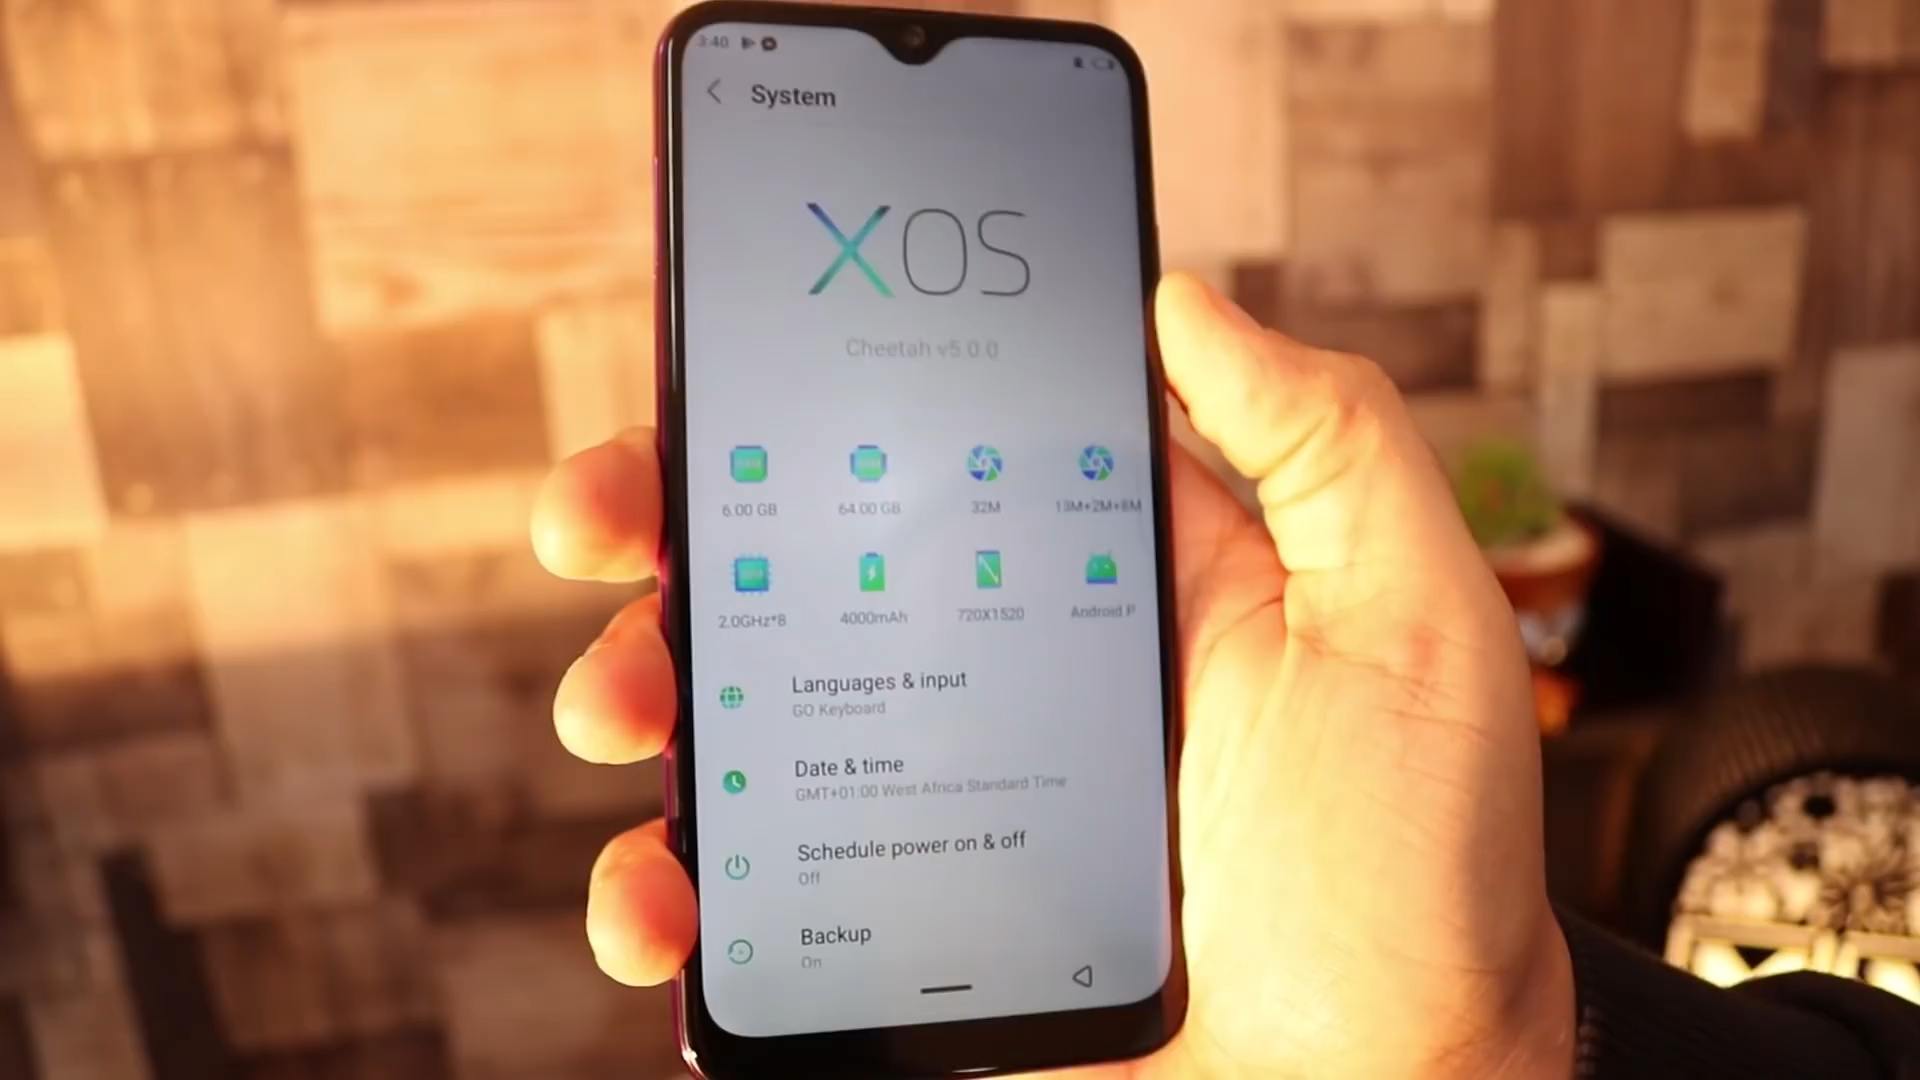 3:40
System
XOS
Cheetah v5.0.0
6.00 GB 64.00 GB 32M 13M+2M+8M
2.0GHz*8 4000mAh 720X1520 Android P
Languages & input
GO Keyboard
Date & time
GMT+01:00 West Africa Standard Time
Schedule power on & off
Off
Backup
On